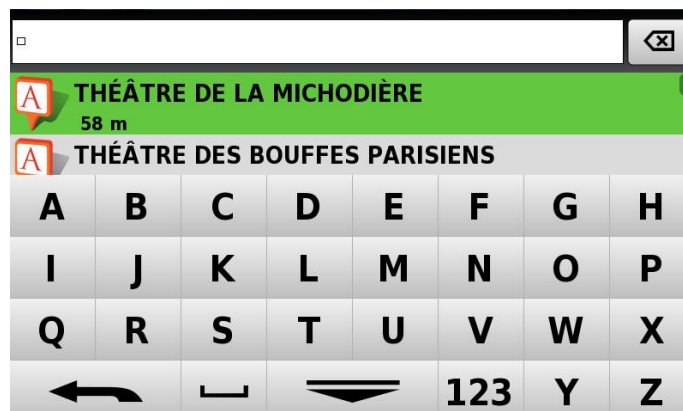 A THÉÂTRE DE LA MICHODIÈRE
58 m
A THÉÂTRE DES BOUFFES PARISIENS
A B C D E F G H
I J K L M N O P
Q R S T U V W X
123 Y Z